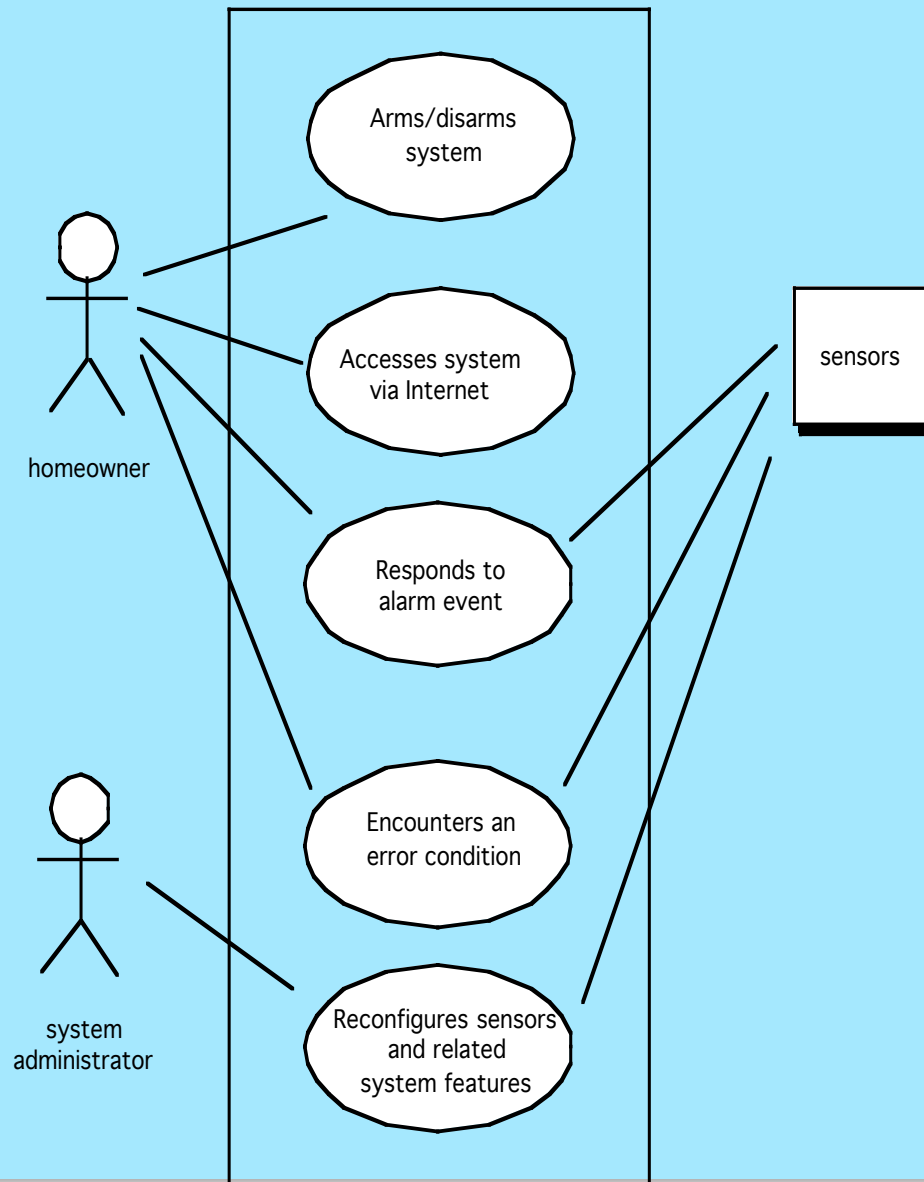 Arms/disarms
system
Accesses system
via Internet
sensors
homeowner
Responds to
alarm event
Encounters an
error condition
system
administrator
Reconfigures sensors
and related
system features